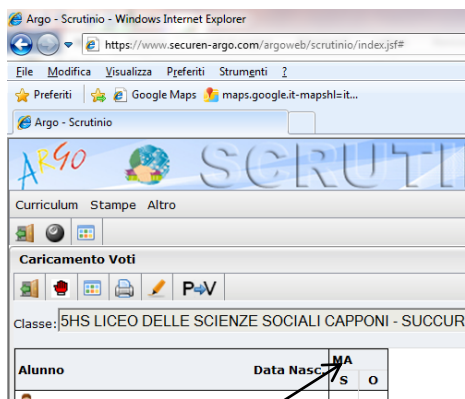 Argo - Scrutinio - Windows Internet Explorer
https://www.securen-argo.com/argoweb/scrutinio/index.jsf#
File Modifica Visualizza Preferiti Strumenti ?
Preferiti Google Maps maps.google.it-mapshl=it...
Argo - Scrutinio
ARGO SCRUTI
Curriculum Stampe Altro
Caricamento Voti
P V
Classe: 5HS LICEO DELLE SCIENZE SOCIALI CAPPONI - SUCCUR
Alunno Data Nasc. MA
S O